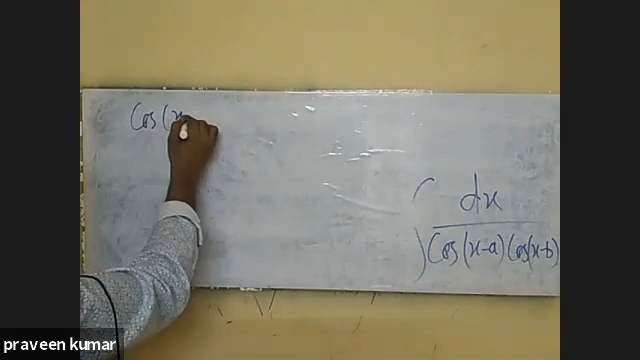 Cos (x
∫ dx
Cos (x-a) Cos(x-b)
praveen kumar